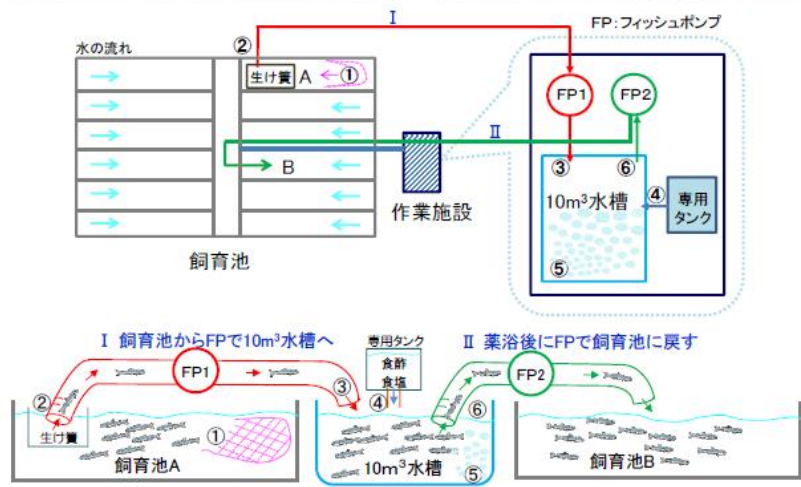 Ⅰ
FP:フィッシュポンプ
水の流れ
②
生け簀
A
①
FP1
FP2
Ⅱ
B
③
⑥
10m³水槽
④
専用
タンク
⑤
作業施設
飼育池
Ⅰ 飼育池からFPで10m³水槽へ
専用タンク
Ⅱ 薬浴後にFPで飼育池に戻す
食酢
食塩
FP1
FP2
②
③
④
⑥
生け簀
①
飼育池A
10m³水槽
⑤
飼育池B